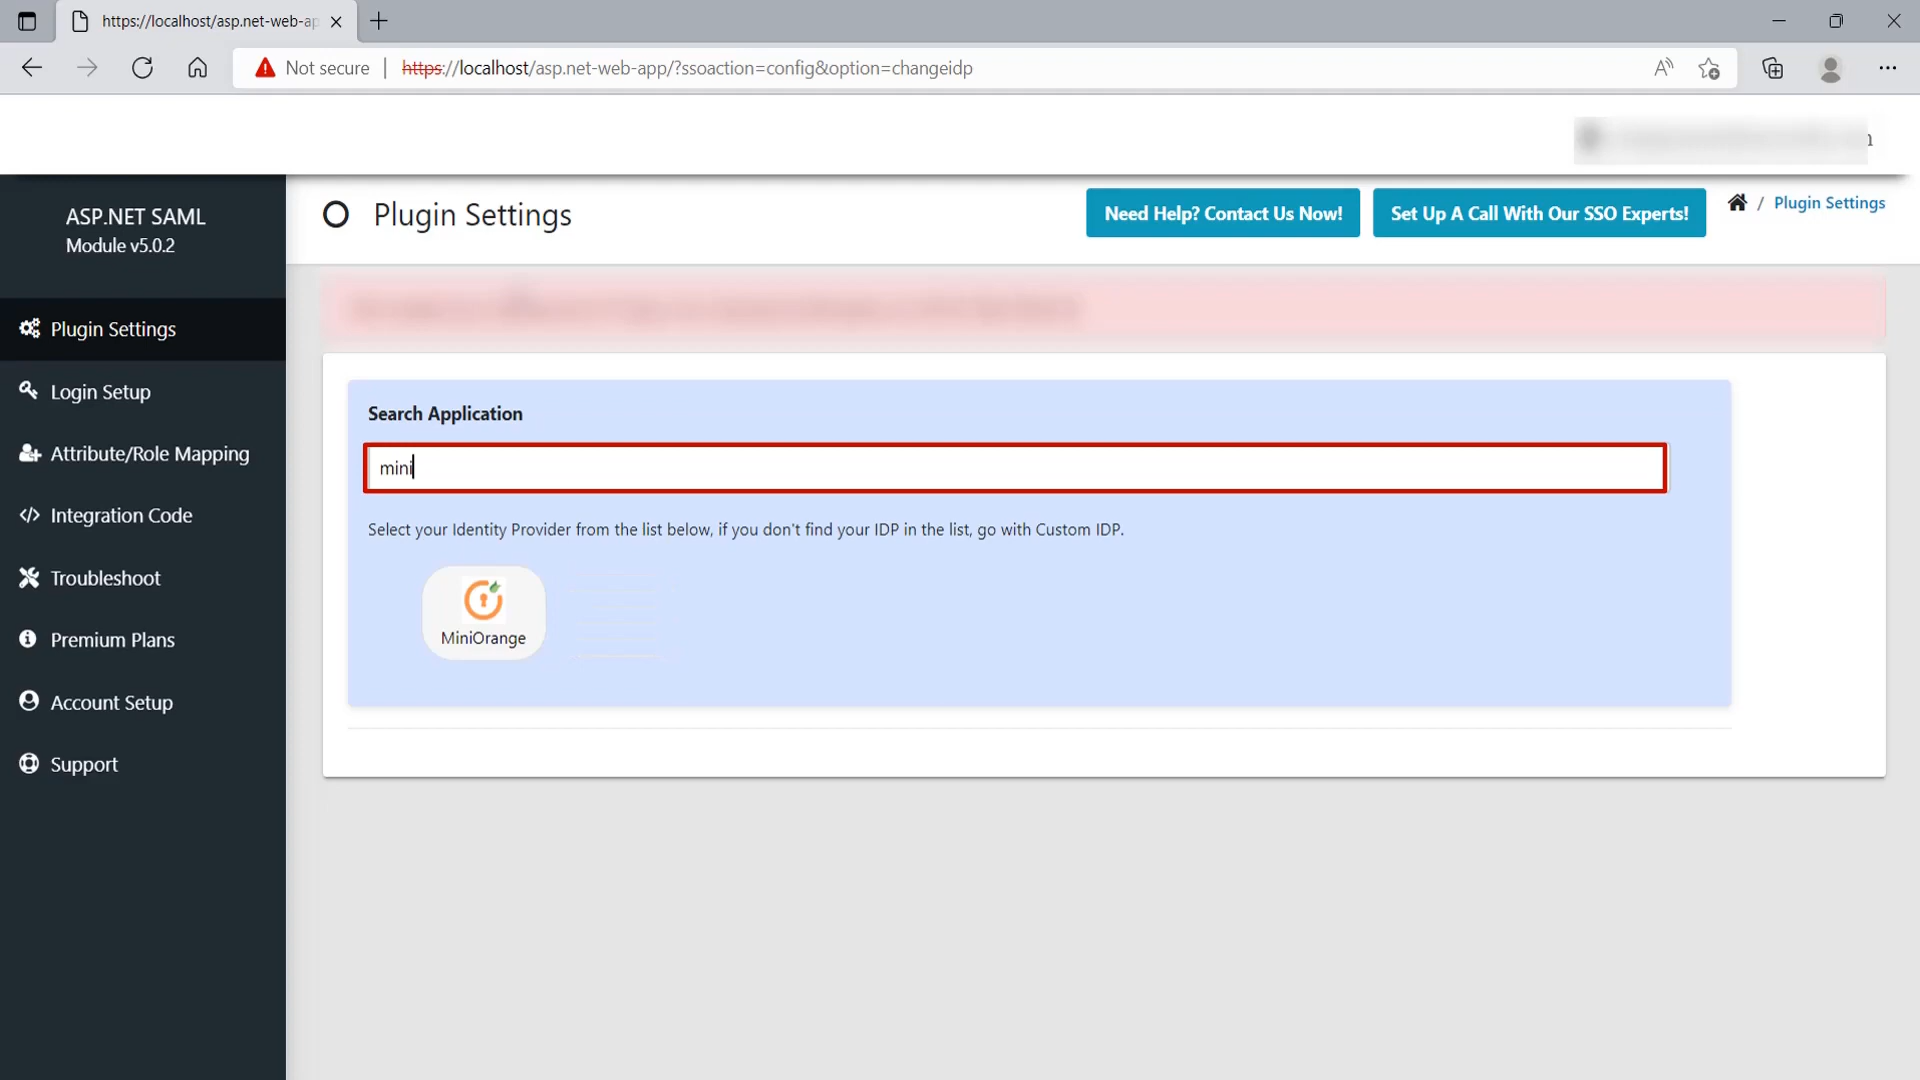 https://localhost/asp.net-web-ap
Not secure
https://localhost/asp.net-web-app/?ssoaction=config&option=changeidp
ASP.NET SAML
Module v5.0.2
Plugin Settings
Need Help? Contact Us Now!
Set Up A Call With Our SSO Experts!
/ Plugin Settings
Plugin Settings
Login Setup
Attribute/Role Mapping
Integration Code
Troubleshoot
Premium Plans
Account Setup
Support
Search Application
mini
Select your Identity Provider from the list below, if you don't find your IDP in the list, go with Custom IDP.
MiniOrange